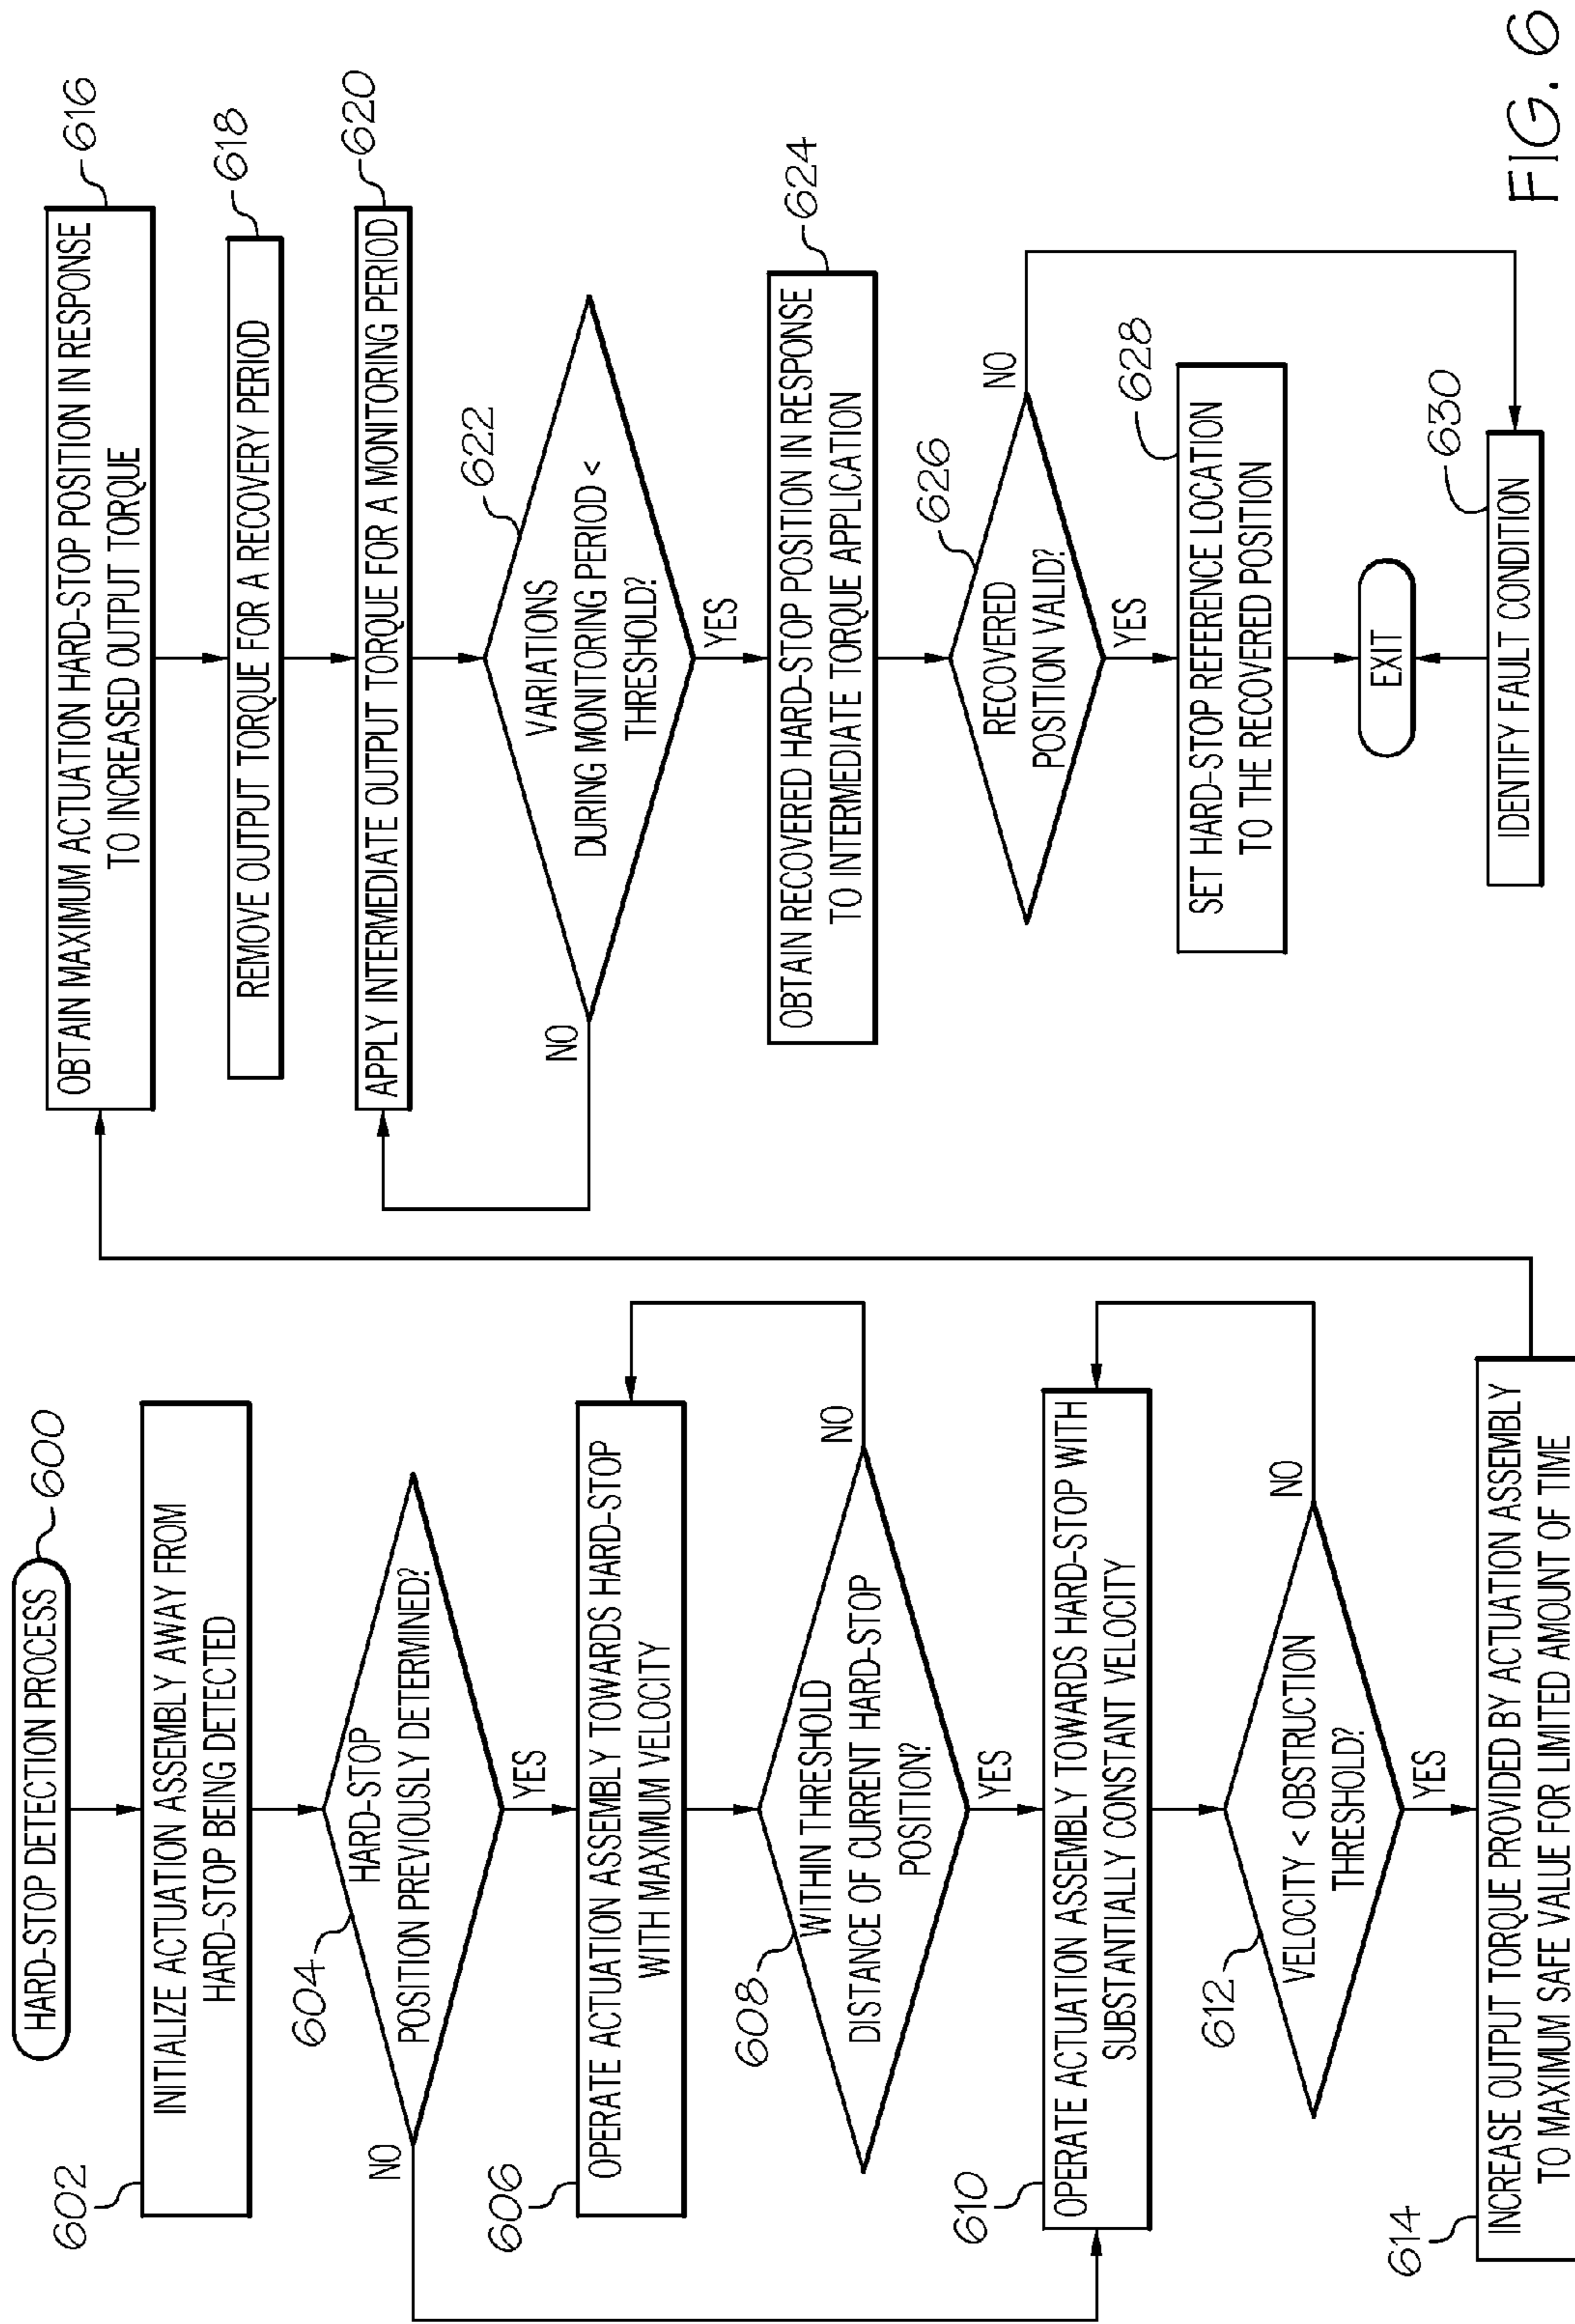 HARD-STOP DETECTION PROCESS
600
602
INITIALIZE ACTUATION ASSEMBLY AWAY FROM
HARD-STOP BEING DETECTED
604
HARD-STOP
POSITION PREVIOUSLY DETERMINED?
NO
YES
606
OPERATE ACTUATION ASSEMBLY TOWARDS HARD-STOP
WITH MAXIMUM VELOCITY
608
WITHIN THRESHOLD
DISTANCE OF CURRENT HARD-STOP
POSITION?
NO
YES
610
OPERATE ACTUATION ASSEMBLY TOWARDS HARD-STOP WITH
SUBSTANTIALLY CONSTANT VELOCITY
612
VELOCITY < OBSTRUCTION
THRESHOLD?
NO
YES
614
INCREASE OUTPUT TORQUE PROVIDED BY ACTUATION ASSEMBLY
TO MAXIMUM SAFE VALUE FOR LIMITED AMOUNT OF TIME
616
OBTAIN MAXIMUM ACTUATION HARD-STOP POSITION IN RESPONSE
TO INCREASED OUTPUT TORQUE
618
REMOVE OUTPUT TORQUE FOR A RECOVERY PERIOD
620
APPLY INTERMEDIATE OUTPUT TORQUE FOR A MONITORING PERIOD
622
VARIATIONS
DURING MONITORING PERIOD <
THRESHOLD?
NO
YES
624
OBTAIN RECOVERED HARD-STOP POSITION IN RESPONSE
TO INTERMEDIATE TORQUE APPLICATION
626
RECOVERED
POSITION VALID?
NO
YES
628
SET HARD-STOP REFERENCE LOCATION
TO THE RECOVERED POSITION
EXIT
630
IDENTIFY FAULT CONDITION
FIG. 6